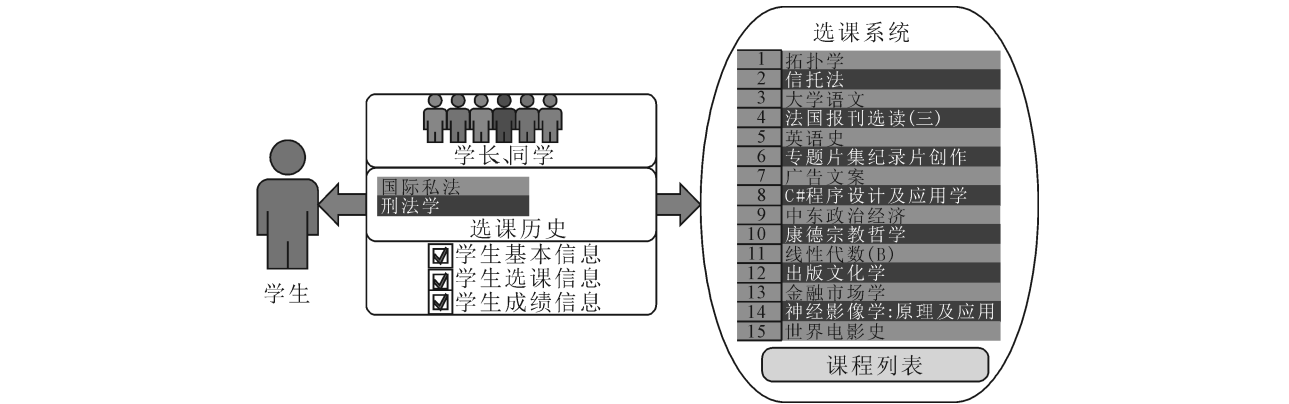 学生
学长、同学
国际私法
刑法学
选课历史
学生基本信息
学生选课信息
学生成绩信息
选课系统
1 拓扑学
2 信托法
3 大学语文
4 法国报刊选读(三)
5 英语史
6 专题片集纪录片创作
7 广告文案
8 C#程序设计及应用学
9 中东政治经济
10 康德宗教哲学
11 线性代数(B)
12 出版文化学
13 金融市场学
14 神经影像学:原理及应用
15 世界电影史
课程列表